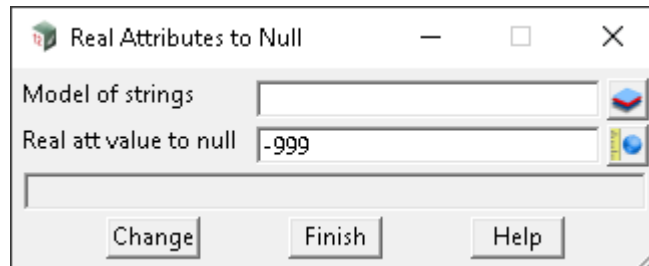 Real Attributes to Null
Model of strings
Real att value to null -999
Change Finish Help